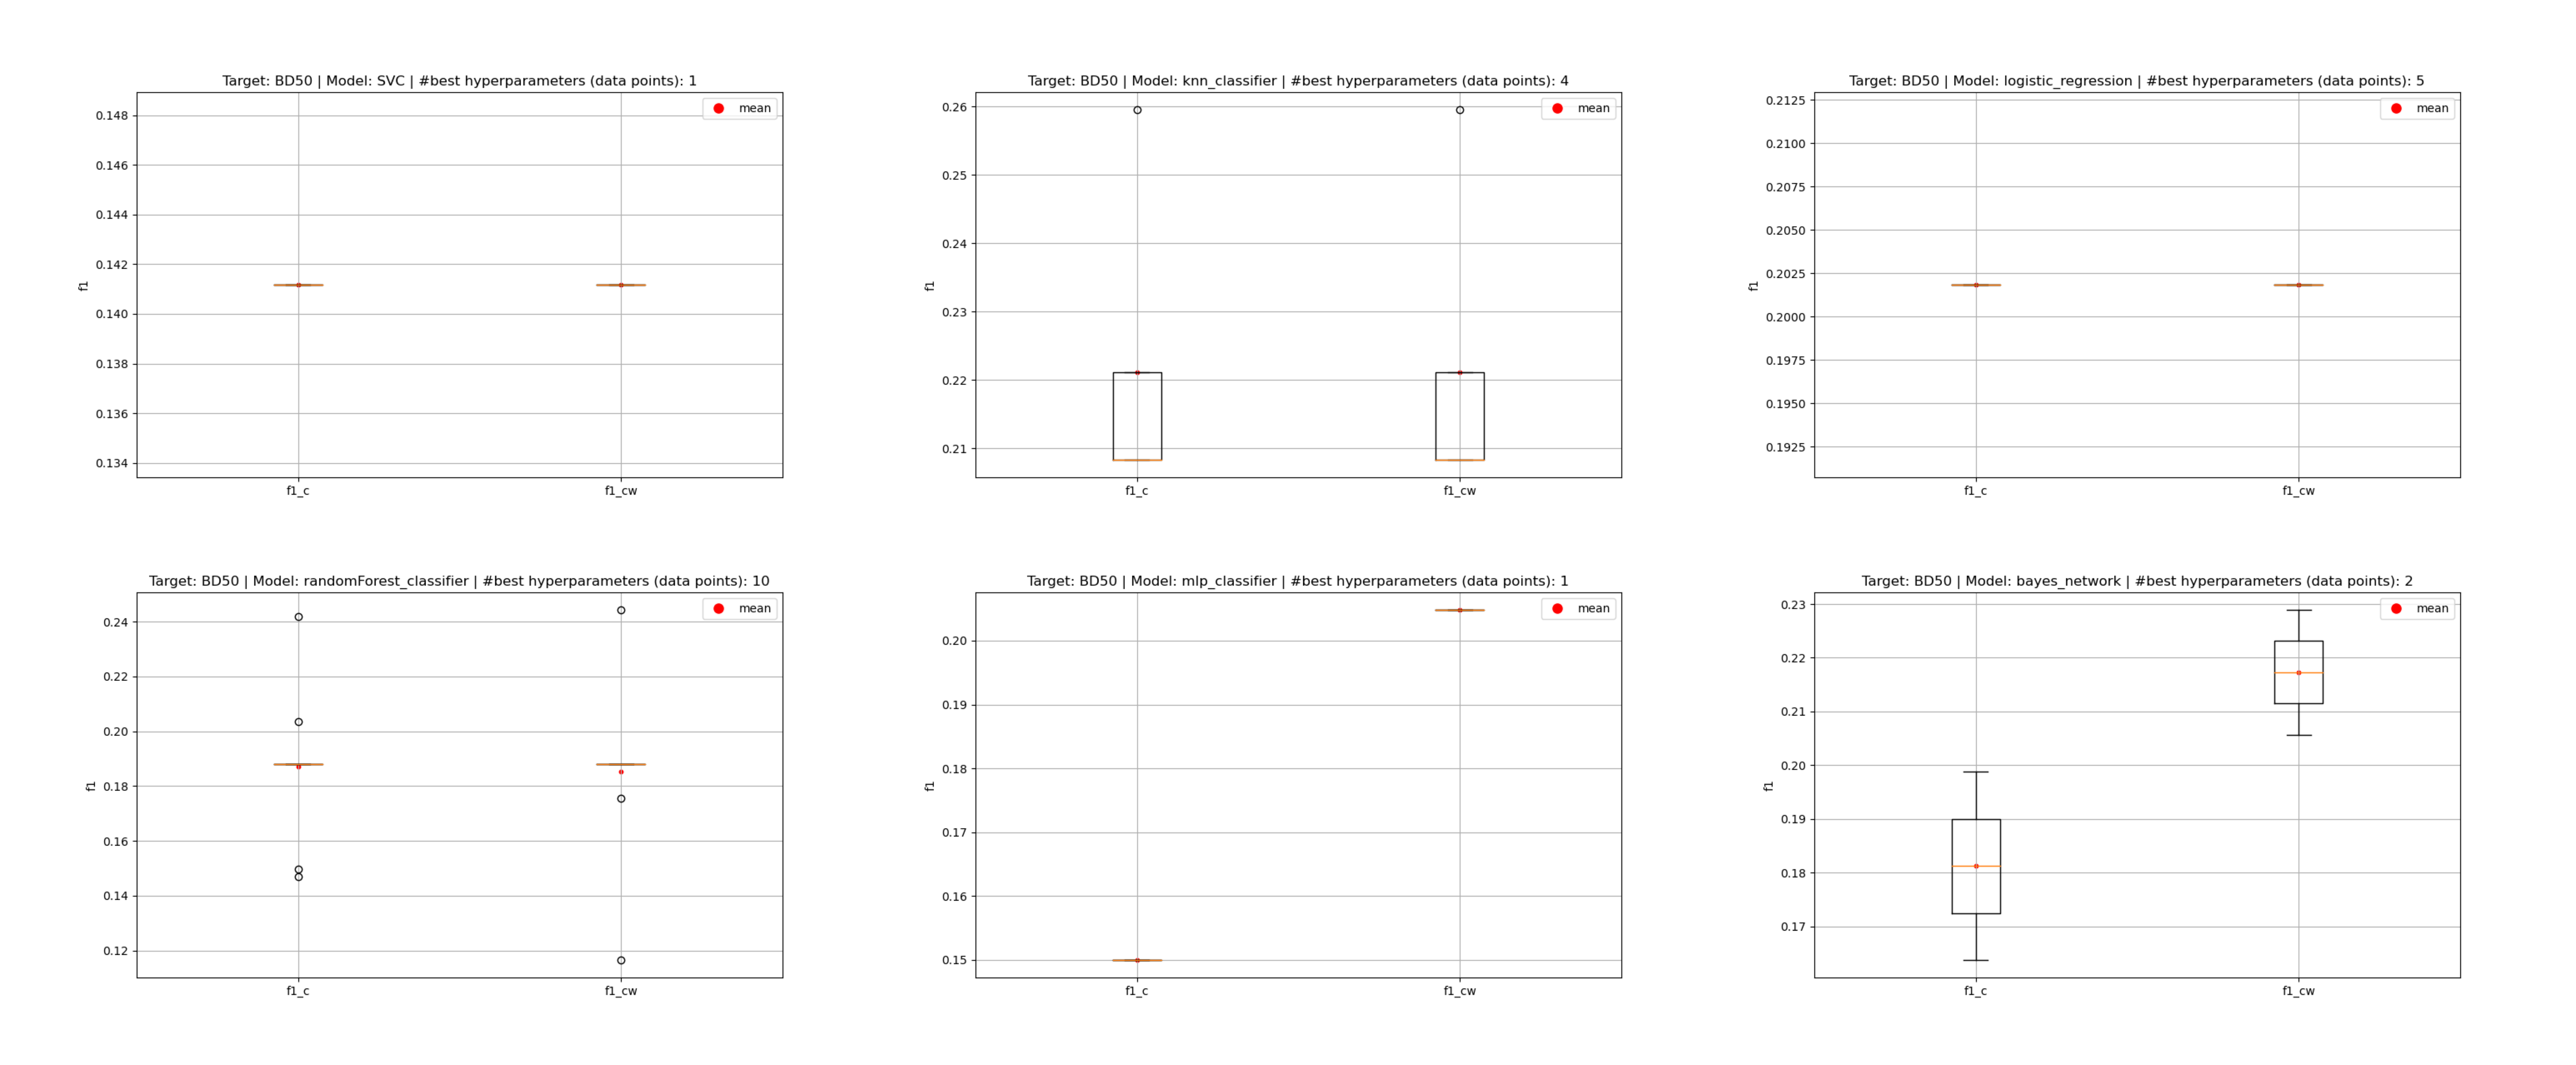 Target: BD50 | Model: SVC | #best hyperparameters (data points): 1
mean
0.148
0.146
0.144
0.142
0.140
0.138
0.136
0.134
f1
f1_c
f1_cw
Target: BD50 | Model: knn_classifier | #best hyperparameters (data points): 4
mean
0.26
0.25
0.24
0.23
0.22
0.21
f1
f1_c
f1_cw
Target: BD50 | Model: logistic_regression | #best hyperparameters (data points): 5
mean
0.2125
0.2100
0.2075
0.2050
0.2025
0.2000
0.1975
0.1950
0.1925
f1
f1_c
f1_cw
Target: BD50 | Model: randomForest_classifier | #best hyperparameters (data points): 10
mean
0.24
0.22
0.20
0.18
0.16
0.14
0.12
f1
f1_c
f1_cw
Target: BD50 | Model: mlp_classifier | #best hyperparameters (data points): 1
mean
0.20
0.19
0.18
0.17
0.16
0.15
f1
f1_c
f1_cw
Target: BD50 | Model: bayes_network | #best hyperparameters (data points): 2
mean
0.23
0.22
0.21
0.20
0.19
0.18
0.17
f1
f1_c
f1_cw